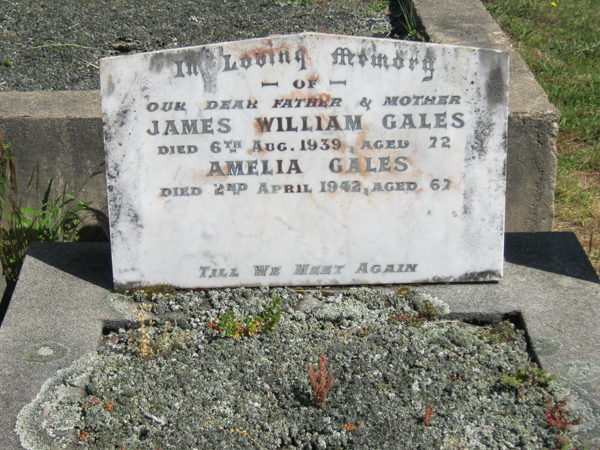 In Loving Memory
— OF —
OUR DEAR FATHER & MOTHER
JAMES WILLIAM GALES
DIED 6TH AUG. 1939, AGED 72
AMELIA GALES
DIED 2ND APRIL 1942, AGED 67
TILL WE MEET AGAIN